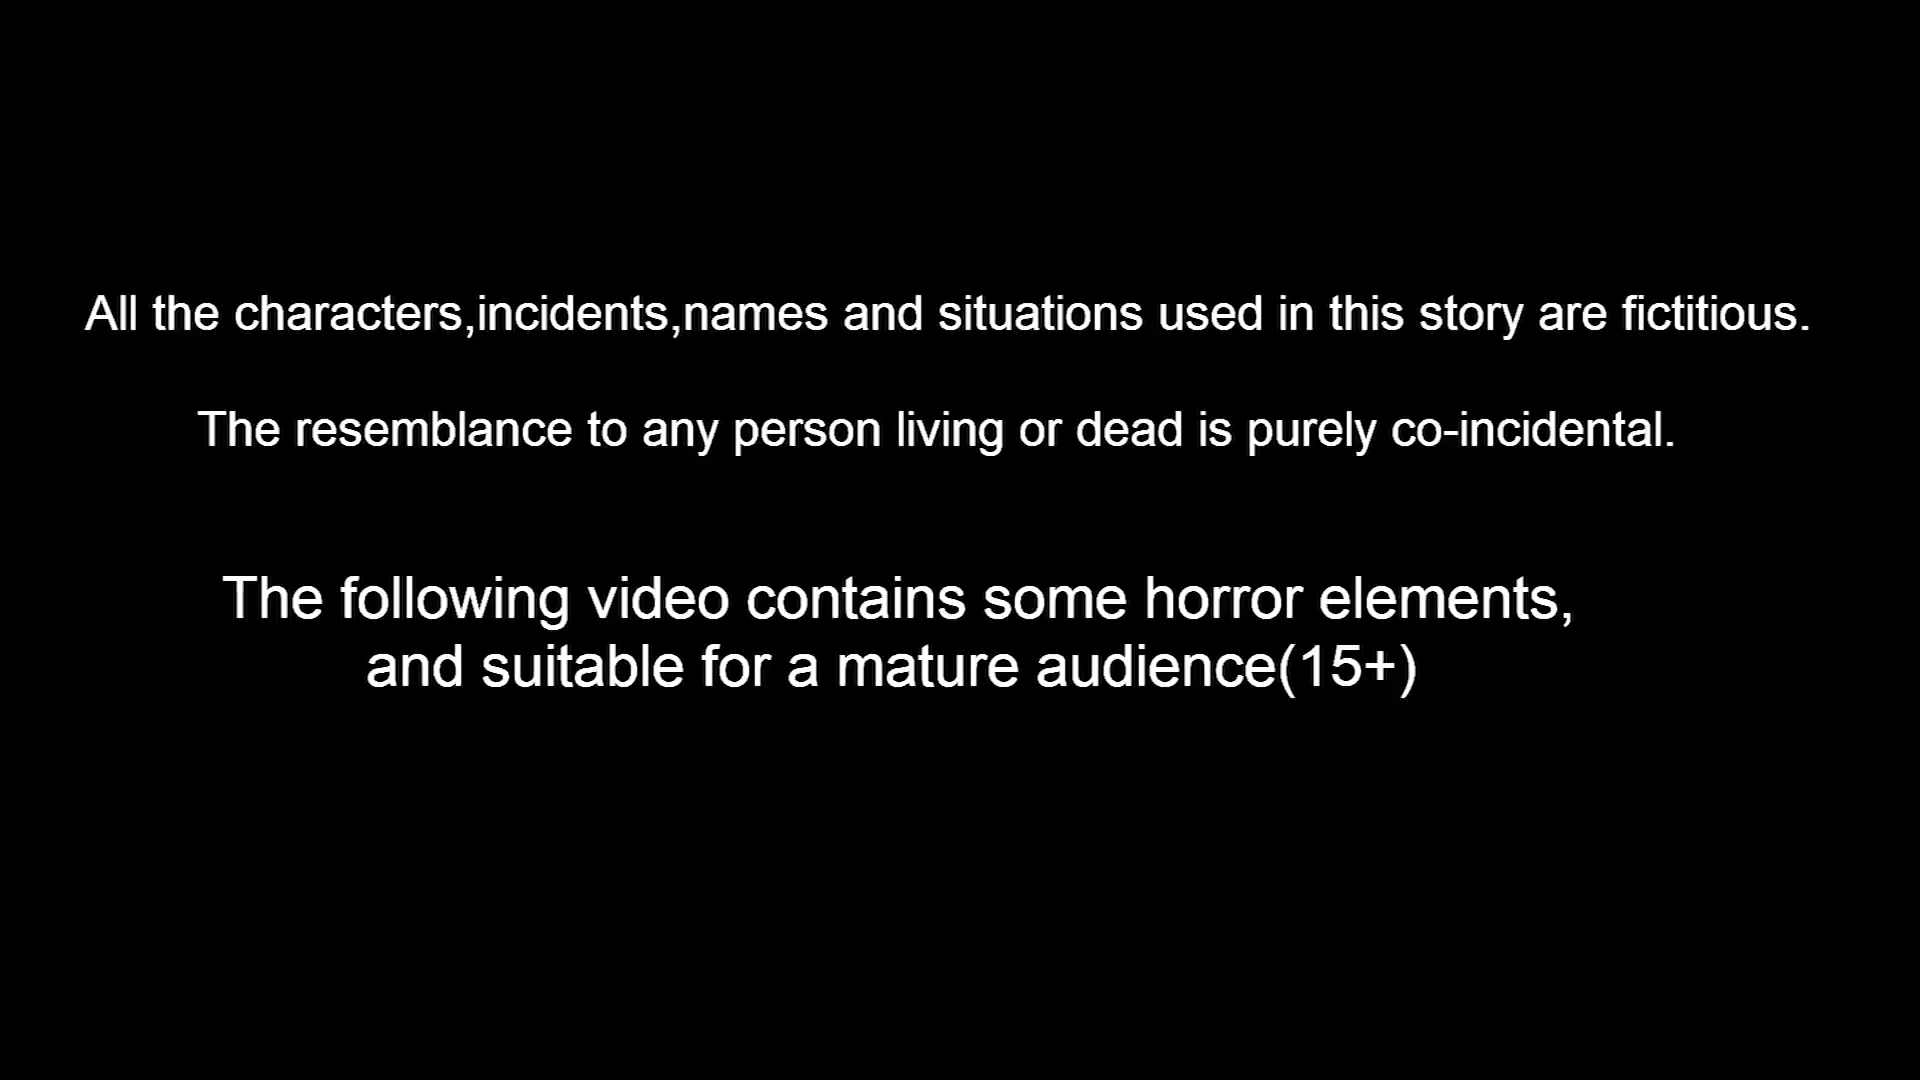 All the characters,incidents,names and situations used in this story are fictitious.
The resemblance to any person living or dead is purely co-incidental.
The following video contains some horror elements,
and suitable for a mature audience(15+)